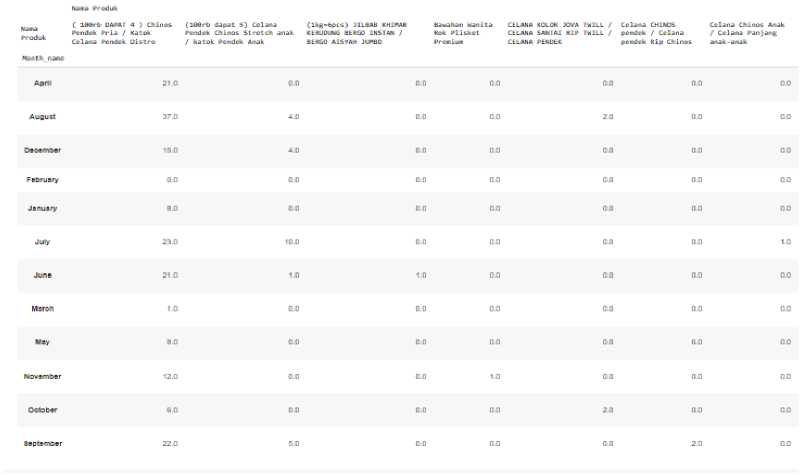 Nama Produk
Nama
Produk
( 100rb DAPAT 4 ) Chinos
Pendek Pria / Katok
Celana Pendek Distro
(100rb dapat 5) Celana
Pendek Chinos Stretch anak
/ katok Pendek Anak
(1kg=6pcs) JILBAB KHIMAR
KERUDUNG BERGO INSTAN /
BERGO AISYAH JUMBO
Bawahan Wanita
Rok Plisket
Premium
CELANA KOLOK JOVA TWILL /
CELANA SANTAI RIP TWILL /
CELANA PENDEK
Celana CHINOS
pendek / Celana
pendek Rip Chinos
Celana Chinos Anak
/ Celana Panjang
anak-anak
Month_name
April 21.0 0.0 0.0 0.0 0.0 0.0 0.0
August 37.0 4.0 0.0 0.0 2.0 0.0 0.0
December 4.0 0.0 0.0 0.0 0.0 0.0
February 0.0 0.0 0.0 0.0 0.0 0.0
January 8.0 0.0 0.0 0.0 0.0 0.0 0.0
July 23.0 10.0 0.0 0.0 0.0 0.0 1.0
June 21.0 1.0 1.0 0.0 0.0 0.0 0.0
March 1.0 0.0 0.0 0.0 0.0 0.0 0.0
May 8.0 0.0 0.0 0.0 0.0 6.0 0.0
November 12.0 0.0 0.0 1.0 0.0 0.0 0.0
October 6.0 0.0 0.0 0.0 2.0 0.0 0.0
September 22.0 5.0 0.0 0.0 0.0 2.0 0.0